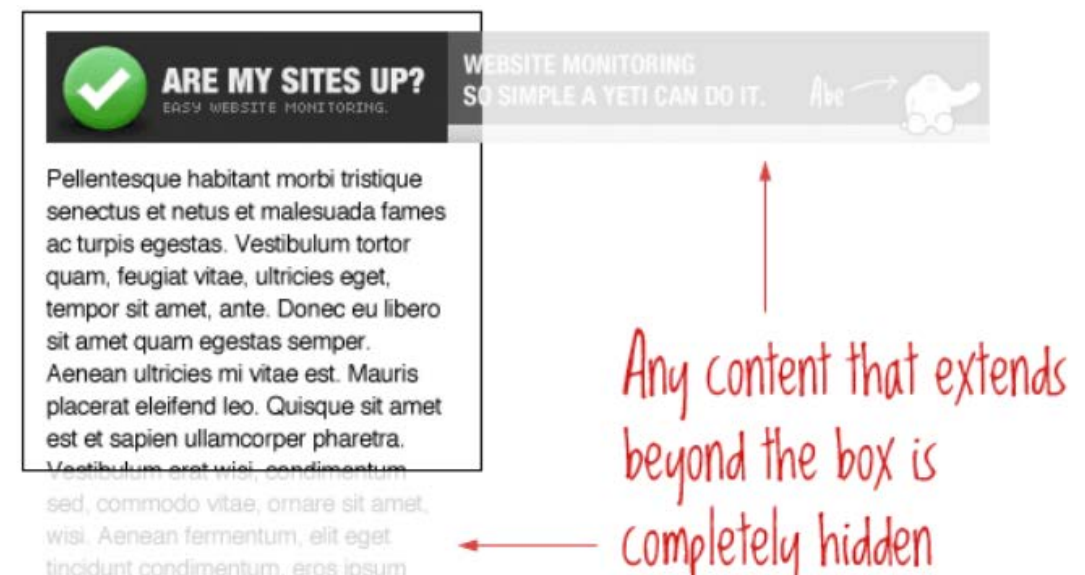 ARE MY SITES UP?
EASY WEBSITE MONITORING.
WEBSITE MONITORING
SO SIMPLE A YETI CAN DO IT.
Abe
Pellentesque habitant morbi tristique
senectus et netus et malesuada fames
ac turpis egestas. Vestibulum tortor
quam, feugiat vitae, ultricies eget,
tempor sit amet, ante. Donec eu libero
sit amet quam egestas semper.
Aenean ultricies mi vitae est. Mauris
placerat eleifend leo. Quisque sit amet
est et sapien ullamcorper pharetra.
Vestibulum erat wisi, condimentum
sed, commodo vitae, ornare sit amet,
wisi. Aenean fermentum, elit eget
tincidunt condimentum, eros ipsum
Any content that extends
beyond the box is
completely hidden